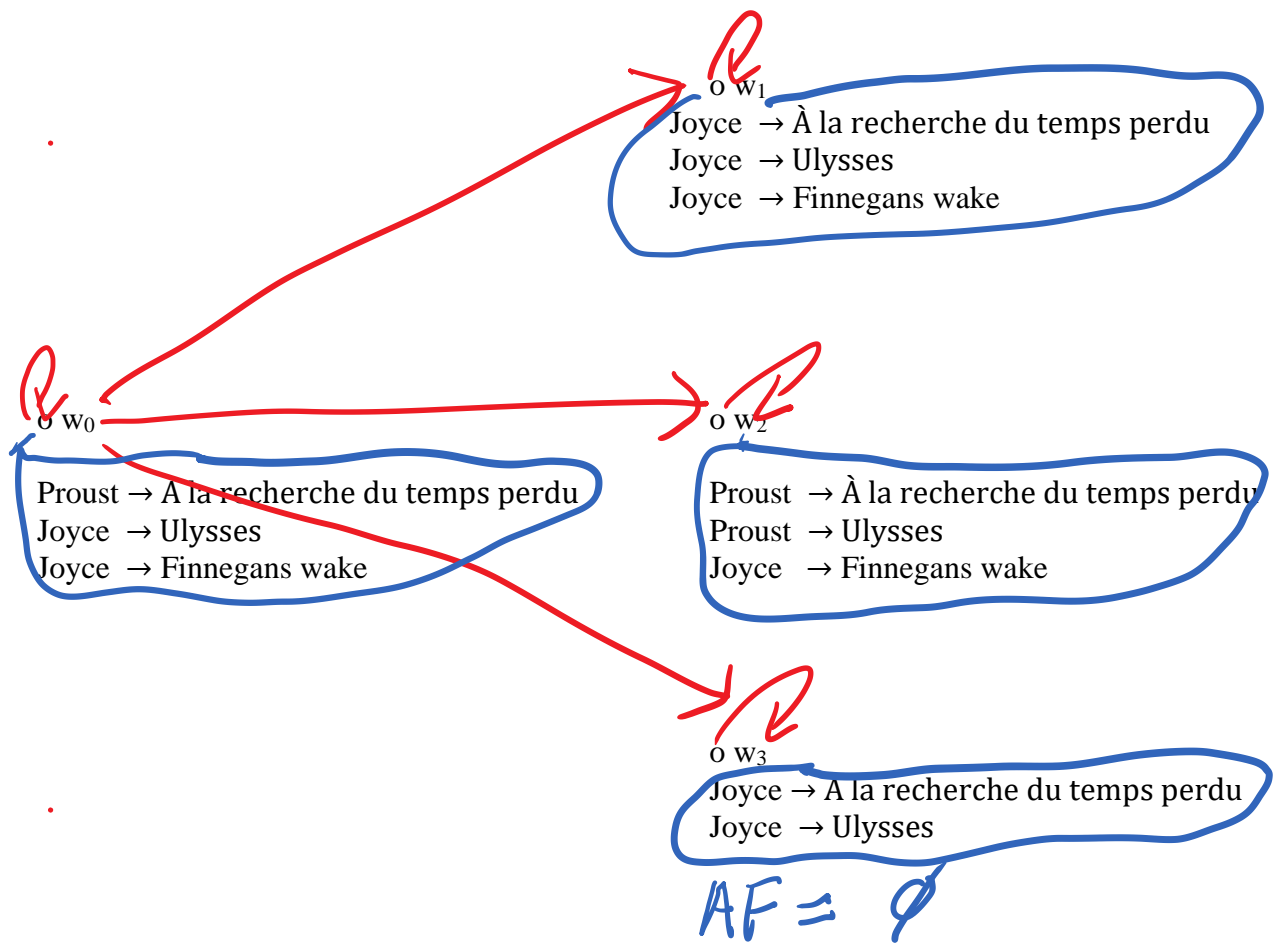 o w₁
Joyce → À la recherche du temps perdu
Joyce → Ulysses
Joyce → Finnegans wake
o w₀
Proust → À la recherche du temps perdu
Joyce → Ulysses
Joyce → Finnegans wake
o w₂
Proust → À la recherche du temps perdu
Proust → Ulysses
Joyce → Finnegans wake
o w₃
Joyce → À la recherche du temps perdu
Joyce → Ulysses
AF = ∅